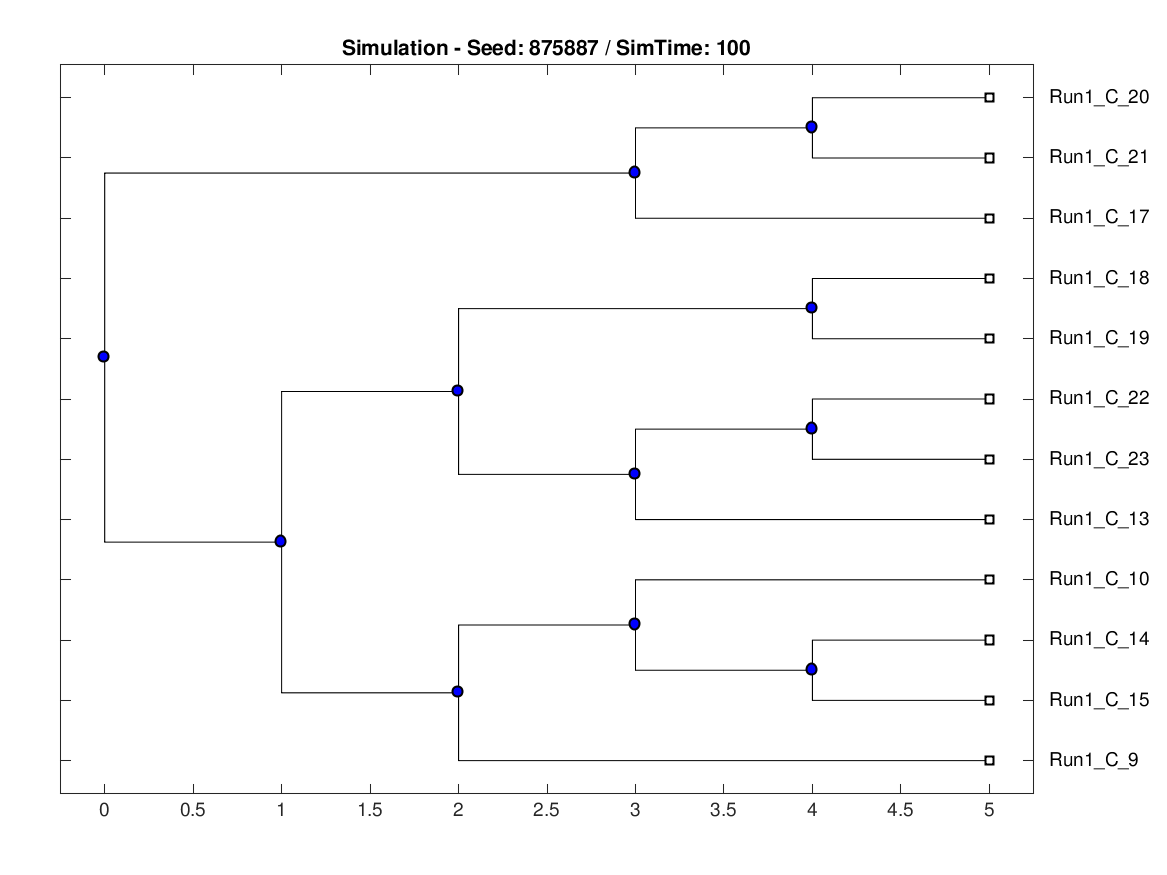 Simulation - Seed: 875887 / SimTime: 100
Run1_C_20
Run1_C_21
Run1_C_17
Run1_C_18
Run1_C_19
Run1_C_22
Run1_C_23
Run1_C_13
Run1_C_10
Run1_C_14
Run1_C_15
Run1_C_9
0 0.5 1 1.5 2 2.5 3 3.5 4 4.5 5